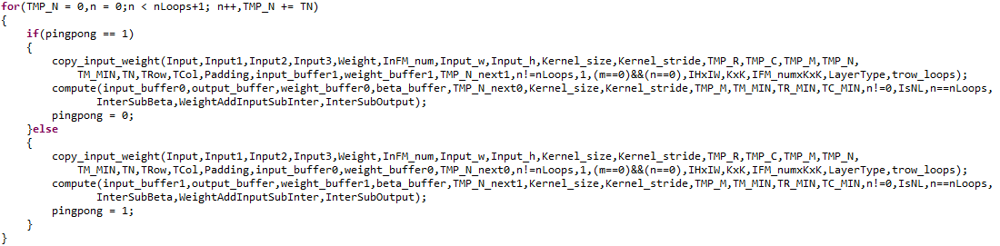 for(TMP_N = 0,n = 0;n < nLoops+1; n++,TMP_N += TN)
{
    if(pingpong == 1)
    {
        copy_input_weight(Input,Input1,Input2,Input3,Weight,InFM_num,Input_w,Input_h,Kernel_size,Kernel_stride,TMP_R,TMP_C,TMP_M,TMP_N,
            TM_MIN,TN,TRow,TCol,Padding,input_buffer1,weight_buffer1,TMP_N_next1,n!=nLoops,1,(m==0)&&(n==0),IHxIW,KxK,IFM_numxKxK,LayerType,trow_loops);
        compute(input_buffer0,output_buffer,weight_buffer0,beta_buffer,TMP_N_next0,Kernel_size,Kernel_stride,TMP_M,TM_MIN,TR_MIN,TC_MIN,n!=0,IsNL,n==nLoops,
            InterSubBeta,WeightAddInputSubInter,InterSubOutput);
        pingpong = 0;
    }else
    {
        copy_input_weight(Input,Input1,Input2,Input3,Weight,InFM_num,Input_w,Input_h,Kernel_size,Kernel_stride,TMP_R,TMP_C,TMP_M,TMP_N,
            TM_MIN,TN,TRow,TCol,Padding,input_buffer0,weight_buffer0,TMP_N_next0,n!=nLoops,1,(m==0)&&(n==0),IHxIW,KxK,IFM_numxKxK,LayerType,trow_loops);
        compute(input_buffer1,output_buffer,weight_buffer1,beta_buffer,TMP_N_next1,Kernel_size,Kernel_stride,TMP_M,TM_MIN,TR_MIN,TC_MIN,n!=0,IsNL,n==nLoops,
            InterSubBeta,WeightAddInputSubInter,InterSubOutput);
        pingpong = 1;
    }
}